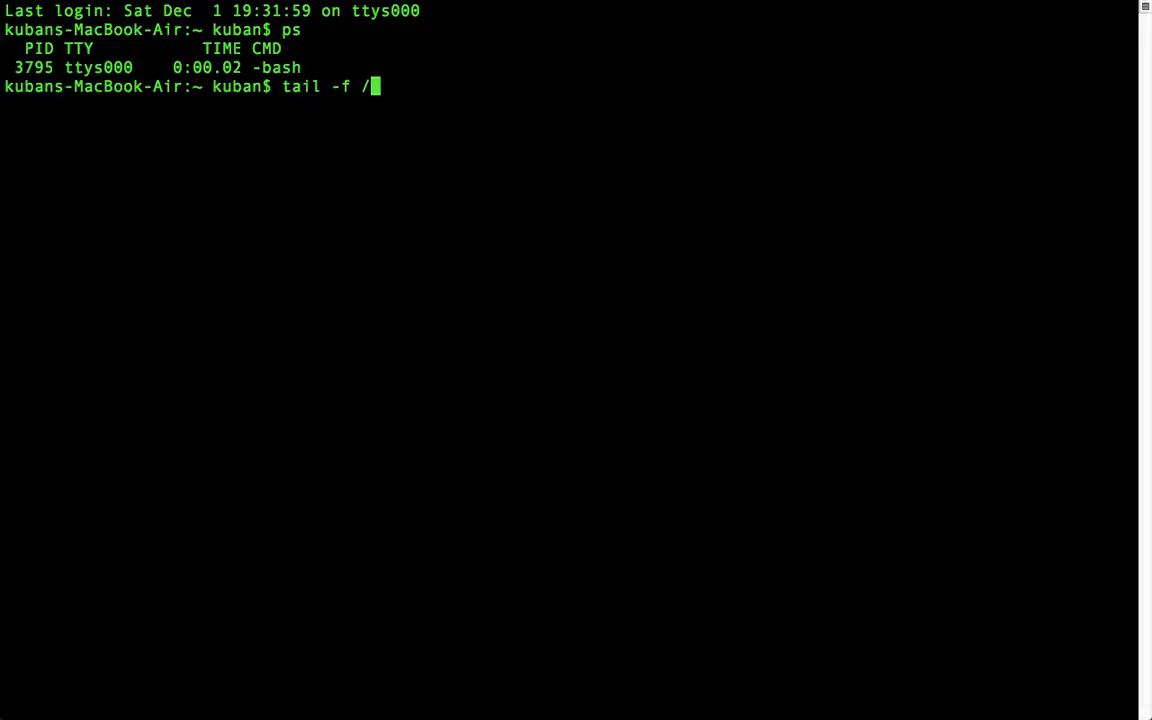 Last login: Sat Dec  1 19:31:59 on ttys000
kubans-MacBook-Air:~ kuban$ ps
  PID TTY           TIME CMD
 3795 ttys000    0:00.02 -bash
kubans-MacBook-Air:~ kuban$ tail -f /